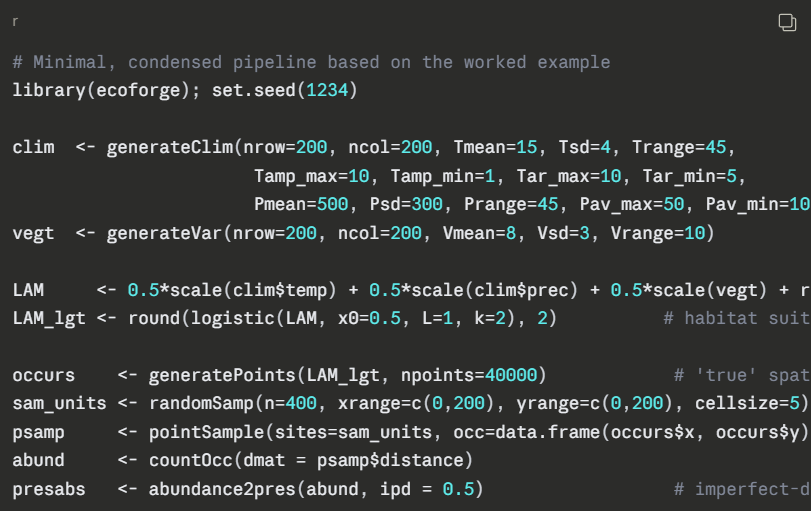 r
# Minimal, condensed pipeline based on the worked example
library(ecoforge); set.seed(1234)
clim  <- generateClim(nrow=200, ncol=200, Tmean=15, Tsd=4, Trange=45,
                       Tamp_max=10, Tamp_min=1, Tar_max=10, Tar_min=5,
                       Pmean=500, Psd=300, Prange=45, Pav_max=50, Pav_min=10
vegt  <- generateVar(nrow=200, ncol=200, Vmean=8, Vsd=3, Vrange=10)
LAM     <- 0.5*scale(clim$temp) + 0.5*scale(clim$prec) + 0.5*scale(vegt) + r
LAM_lgt <- round(logistic(LAM, x0=0.5, L=1, k=2), 2)          # habitat suit
occurs    <- generatePoints(LAM_lgt, npoints=40000)            # 'true' spat
sam_units <- randomSamp(n=400, xrange=c(0,200), yrange=c(0,200), cellsize=5)
psamp     <- pointSample(sites=sam_units, occ=data.frame(occurs$x, occurs$y)
abund     <- countOcc(dmat = psamp$distance)
presabs   <- abundance2pres(abund, ipd = 0.5)                  # imperfect-d